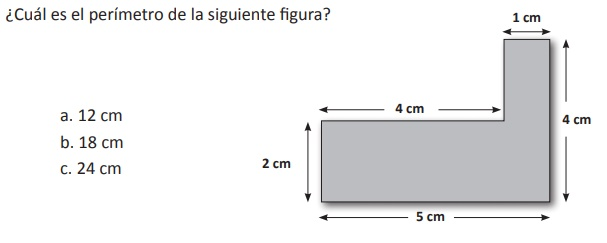 ¿Cuál es el perímetro de la siguiente figura?
1 cm
a. 12 cm
b. 18 cm
c. 24 cm
4 cm
4 cm
2 cm
5 cm